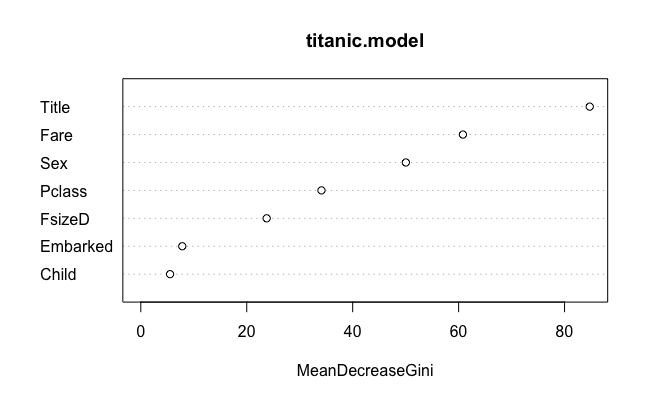 titanic.model
Title
Fare
Sex
Pclass
FsizeD
Embarked
Child
0 20 40 60 80
MeanDecreaseGini